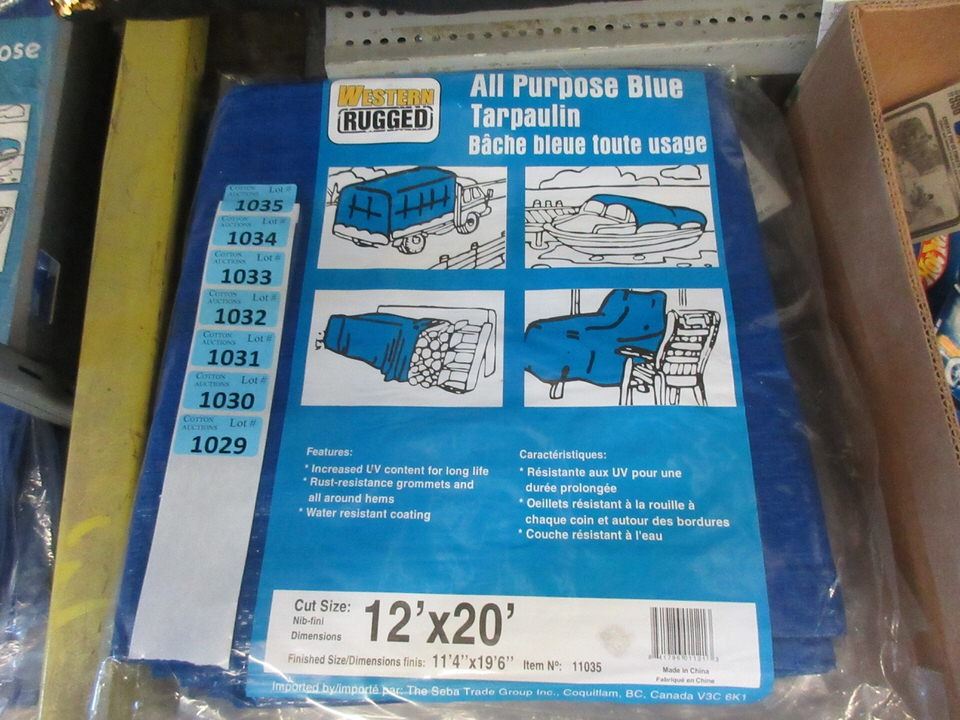 ose
WESTERN
RUGGED
All Purpose Blue
Tarpaulin
Bâche bleue toute usage
COTTON AUCTIONS Lot #
1035
COTTON AUCTIONS Lot #
1034
COTTON AUCTIONS Lot #
1033
COTTON AUCTIONS Lot #
1032
COTTON AUCTIONS Lot #
1031
COTTON AUCTIONS Lot #
1030
COTTON AUCTIONS Lot #
1029
Features:
* Increased UV content for long life
* Rust-resistance grommets and
all around hems
* Water resistant coating
Caractéristiques:
* Résistante aux UV pour une
durée prolongée
* Oeillets résistant à la rouille à
chaque coin et autour des bordures
* Couche résistant à l'eau
Cut Size:
Nib-fini
Dimensions
12'x20'
Finished Size/Dimensions finis: 11'4"x19'6" Item Nº: 11035
Made in China
Fabriqué en Chine
Imported by/importé par: The Seba Trade Group Inc., Coquitlam, BC, Canada V3C 6K1